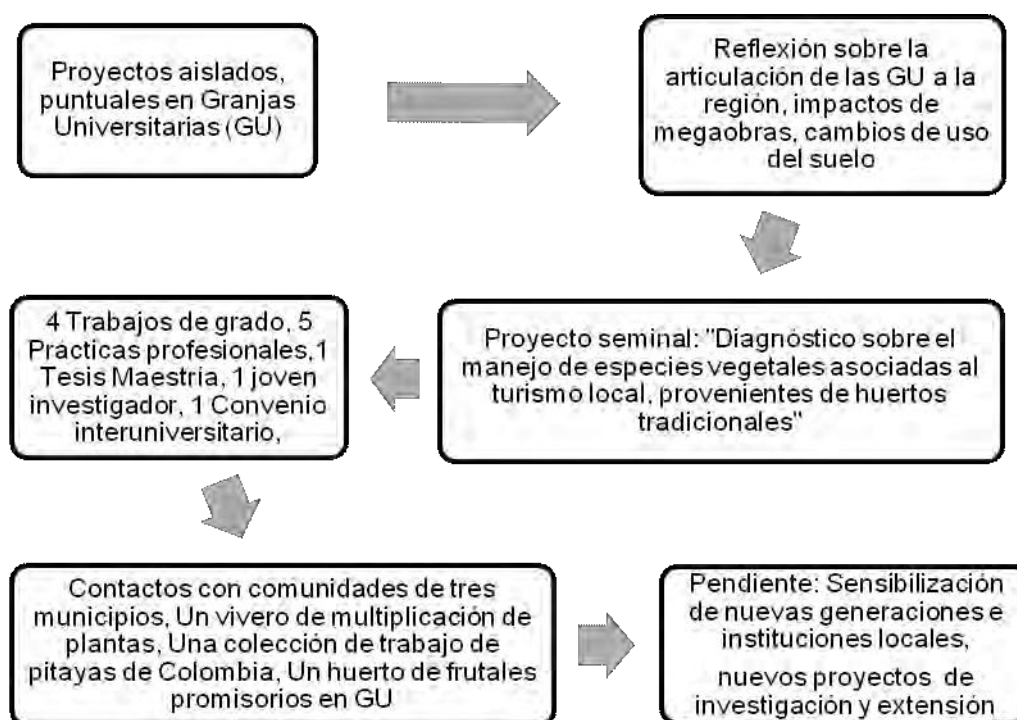 Proyectos aislados,
puntuales en Granjas
Universitarias (GU)
Reflexión sobre la
articulación de las GU a la
región, impactos de
megaobras, cambios de uso
del suelo
Proyecto seminal: "Diagnóstico sobre el
manejo de especies vegetales asociadas al
turismo local, provenientes de huertos
tradicionales"
4 Trabajos de grado, 5
Prácticas profesionales,1
Tesis Maestría, 1 joven
investigador, 1 Convenio
interuniversitario,
Contactos con comunidades de tres
municipios, Un vivero de multiplicación de
plantas, Una colección de trabajo de
pitayas de Colombia, Un huerto de frutales
promisorios en GU
Pendiente: Sensibilización
de nuevas generaciones e
instituciones locales,
nuevos proyectos de
investigación y extensión